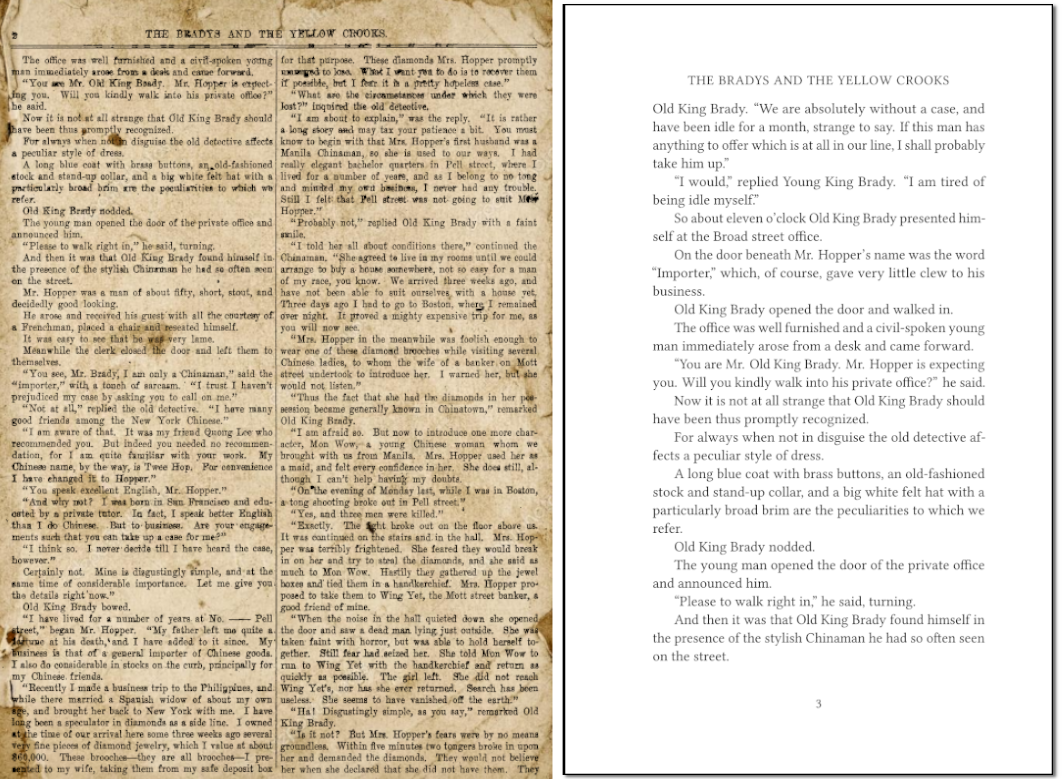 2
THE BRADYS AND THE YELLOW CROOKS.
The office was well furnished and a civil-spoken young
man immediately arose from a desk and came forward.
"You are Mr. Old King Brady. Mr. Hopper is expect-
ing you. Will you kindly walk into his private office?"
he said.
Now it is not at all strange that Old King Brady should
have been thus promptly recognized.
For always when not in disguise the old detective affects
a peculiar style of dress.
A long blue coat with brass buttons, an old-fashioned
stock and stand-up collar, and a big white felt hat with a
particularly broad brim are the peculiarities to which we
refer.
Old King Brady nodded.
The young man opened the door of the private office and
announced him.
"Please to walk right in," he said, turning.
And then it was that Old King Brady found himself in
the presence of the stylish Chinaman he had so often seen
on the street.
Mr. Hopper was a man of about fifty, short, stout, and
decidedly good looking.
He arose and received his guest with all the courtesy of
a Frenchman, placed a chair and reseated himself.
It was easy to see that he was very lame.
Meanwhile the clerk closed the door and left them to
themselves.
"You see, Mr. Brady, I am only a Chinaman," said the
"importer," with a touch of sarcasm. "I trust I haven't
prejudiced my case by asking you to call on me."
"Not at all," replied the old detective. "I have many
good friends among the New York Chinese."
"I am aware of that. It was my friend Quong Lee who
recommended you. But indeed you needed no recommen-
dation, for I am quite familiar with your work. My
Chinese name, by the way, is Twee Hop. For convenience
I have changed it to Hopper."
"You speak excellent English, Mr. Hopper."
"And why not? I was born in San Francisco and edu-
cated by a private tutor. In fact, I speak better English
than I do Chinese. But to business. Are your engage-
ments such that you can take up a case for me?"
"I think so. I never decide till I have heard the case,
however."
Certainly not. Mine is disgustingly simple, and at the
same time of considerable importance. Let me give you
the details right now."
Old King Brady bowed.
"I have lived for a number of years at No. —— Pell
street," began Mr. Hopper. "My father left me quite a
fortune at his death, and I have added to it since. My
business is that of a general importer of Chinese goods.
I also do considerable in stocks on the curb, principally for
my Chinese friends.
"Recently I made a business trip to the Philippines, and
while there married a Spanish widow of about my own
age, and brought her back to New York with me. I have
long been a speculator in diamonds as a side line. I owned
at the time of our arrival here some three weeks ago several
very fine pieces of diamond jewelry, which I value at about
$60,000. These brooches—they are all brooches—I pre-
sented to my wife, taking them from my safe deposit box
for that purpose. These diamonds Mrs. Hopper promptly
managed to lose. What I want you to do is to recover them
if possible, but I fear it is a pretty hopeless case."
"What are the circumstances under which they were
lost?" inquired the old detective.
"I am about to explain," was the reply. "It is rather
a long story and may tax your patience a bit. You must
know to begin with that Mrs. Hopper's first husband was a
Manila Chinaman, so she is used to our ways. I had
really elegant bachelor quarters in Pell street, where I
lived for a number of years, and as I belong to no tong
and minded my own business, I never had any trouble.
Still I felt that Pell street was not going to suit Mrs.
Hopper."
"Probably not," replied Old King Brady with a faint
smile.
"I told her all about conditions there," continued the
Chinaman. "She agreed to live in my rooms until we could
arrange to buy a house somewhere, not so easy for a man
of my race, you know. We arrived three weeks ago, and
have not been able to suit ourselves, with a house yet.
Three days ago I had to go to Boston, where I remained
over night. It proved a mighty expensive trip for me, as
you will now see.
"Mrs. Hopper in the meanwhile was foolish enough to
wear one of these diamond brooches while visiting several
Chinese ladies, to whom the wife of a banker on Mott
street undertook to introduce her. I warned her, but she
would not listen."
"Thus the fact that she had the diamonds in her pos-
session became generally known in Chinatown," remarked
Old King Brady.
"I am afraid so. But now to introduce one more char-
acter, Mon Wow, a young Chinese woman whom we
brought with us from Manila. Mrs. Hopper used her as
a maid, and felt every confidence in her. She does still, al-
though I can't help having my doubts.
"On the evening of Monday last, while I was in Boston,
a tong shooting broke out in Pell street."
"Yes, and three men were killed."
"Exactly. The fight broke out on the floor above us.
It was continued on the stairs and in the hall. Mrs. Hop-
per was terribly frightened. She feared they would break
in on her and try to steal the diamonds, and she said as
much to Mon Wow. Hastily they gathered up the jewel
boxes and tied them in a handkerchief. Mrs. Hopper pro-
posed to take them to Wing Yet, the Mott street banker, a
good friend of mine.
"When the noise in the hall quieted down she opened
the door and saw a dead man lying just outside. She was
taken faint with horror, but was able to hold herself to-
gether. Still fear had seized her. She told Mon Wow to
run to Wing Yet with the handkerchief and return as
quickly as possible. The girl left. She did not reach
Wing Yet's, nor has she ever returned. Search has been
useless. She seems to have vanished off the earth."
"Ha! Disgustingly simple, as you say," remarked Old
King Brady.
"Is it not? But Mrs. Hopper's fears were by no means
groundless. Within five minutes two tongers broke in upon
her and demanded the diamonds. They would not believe
her when she declared that she did not have them. They
THE BRADYS AND THE YELLOW CROOKS
Old King Brady. “We are absolutely without a case, and
have been idle for a month, strange to say. If this man has
anything to offer which is at all in our line, I shall probably
take him up.”
“I would,” replied Young King Brady. “I am tired of
being idle myself.”
So about eleven o’clock Old King Brady presented him-
self at the Broad street office.
On the door beneath Mr. Hopper’s name was the word
“Importer,” which, of course, gave very little clew to his
business.
Old King Brady opened the door and walked in.
The office was well furnished and a civil-spoken young
man immediately arose from a desk and came forward.
“You are Mr. Old King Brady. Mr. Hopper is expecting
you. Will you kindly walk into his private office?” he said.
Now it is not at all strange that Old King Brady should
have been thus promptly recognized.
For always when not in disguise the old detective af-
fects a peculiar style of dress.
A long blue coat with brass buttons, an old-fashioned
stock and stand-up collar, and a big white felt hat with a
particularly broad brim are the peculiarities to which we
refer.
Old King Brady nodded.
The young man opened the door of the private office
and announced him.
“Please to walk right in,” he said, turning.
And then it was that Old King Brady found himself in
the presence of the stylish Chinaman he had so often seen
on the street.
3